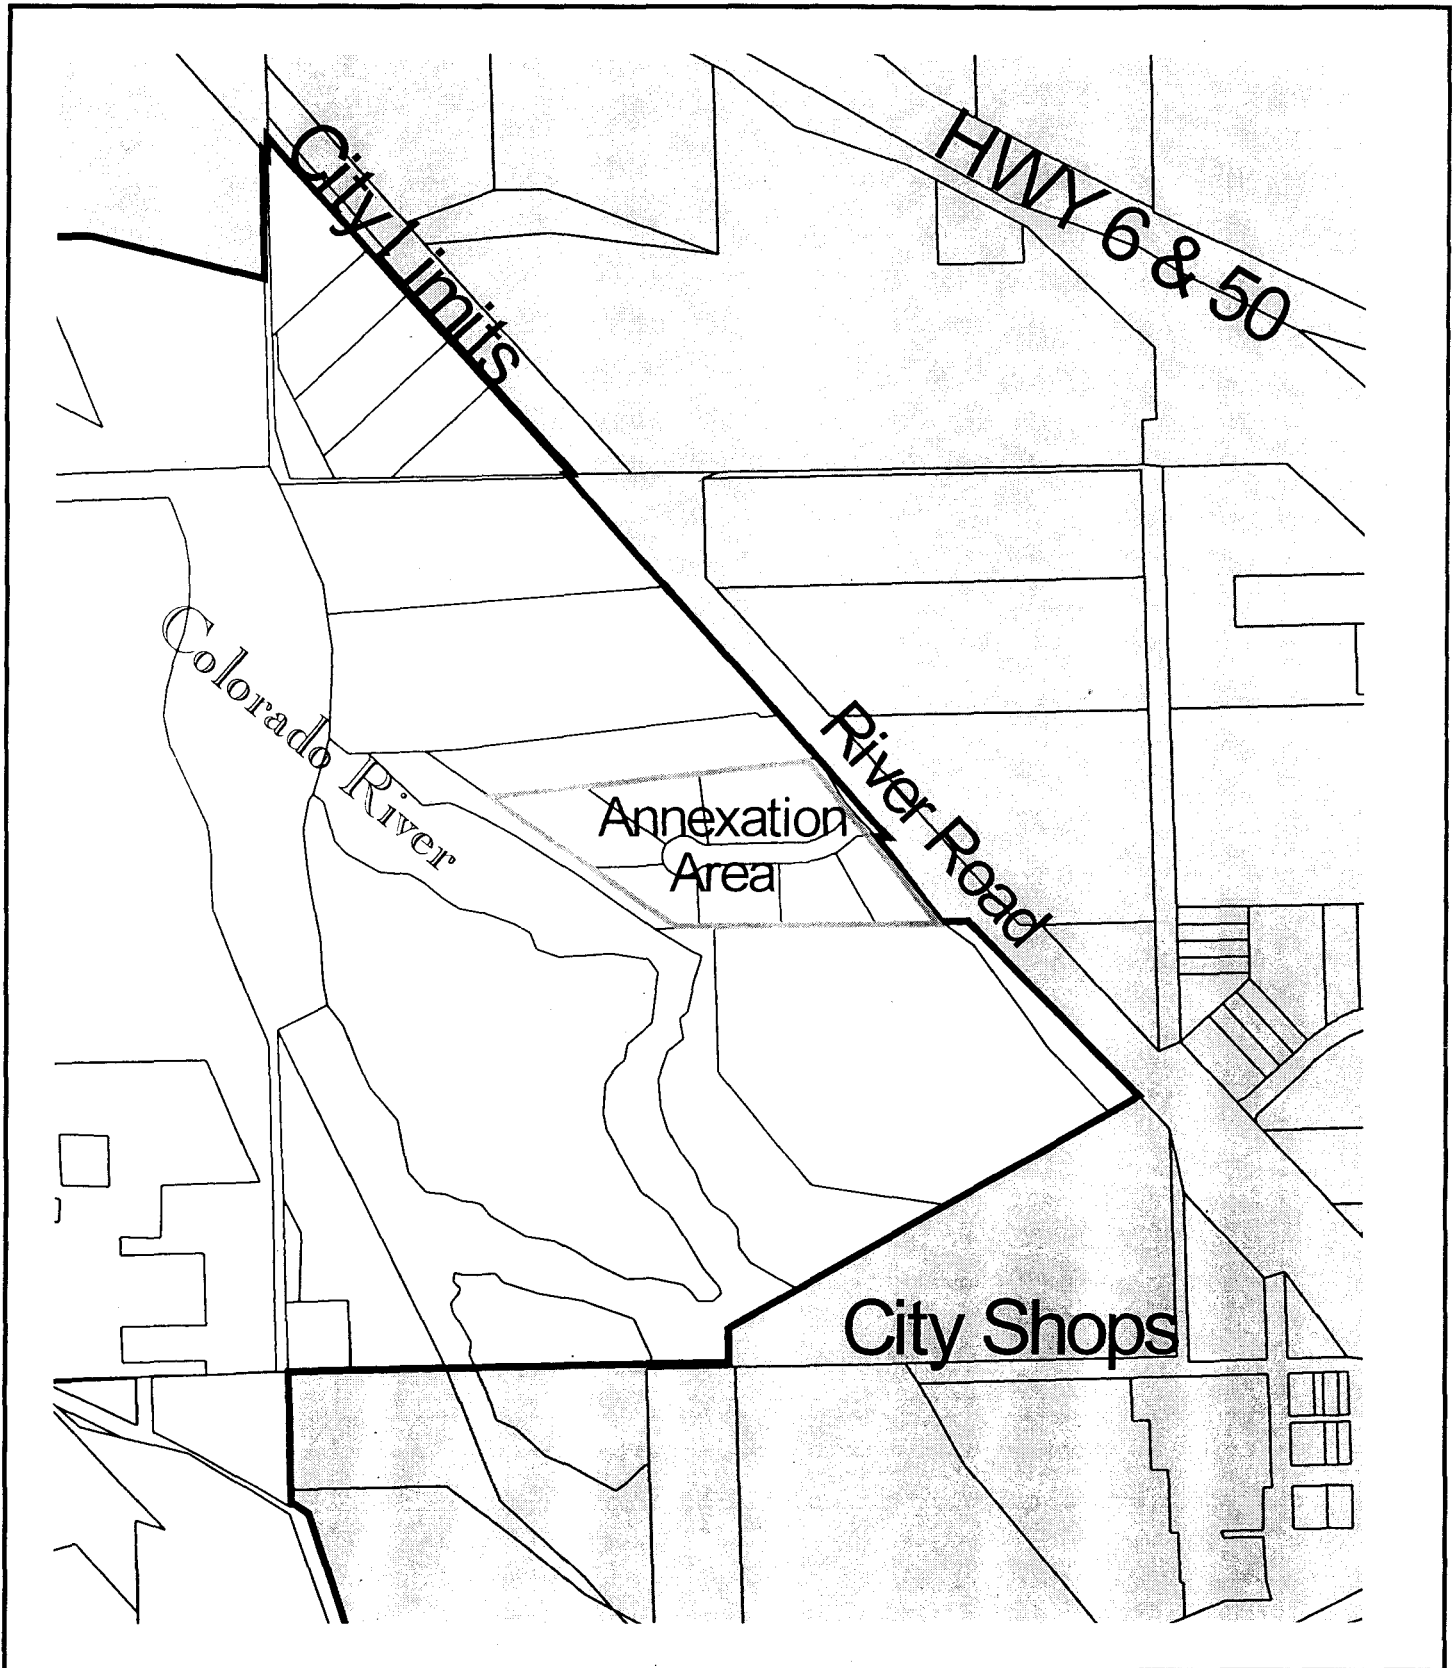 City Limits
HWY 6 & 50
Colorado River
River Road
Annexation
Area
City Shops